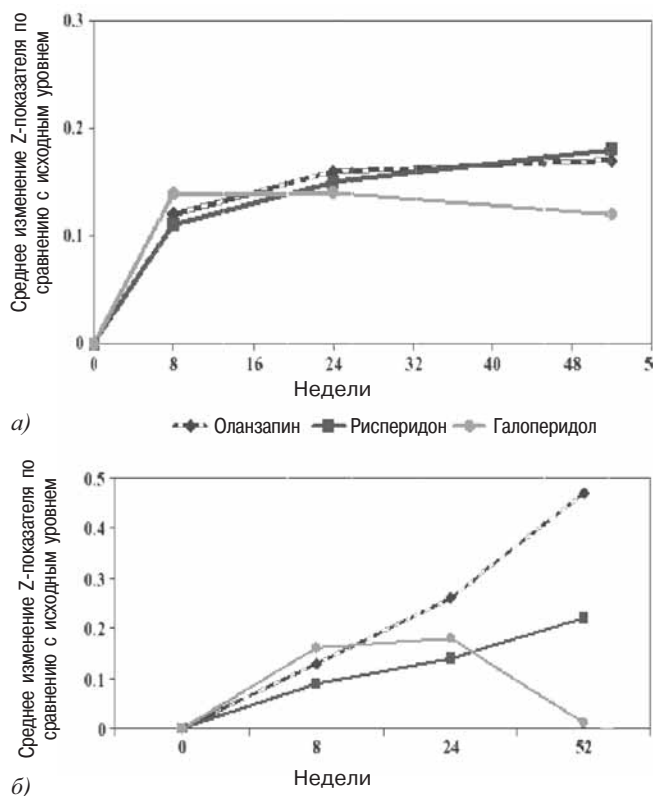 Среднее изменение Z-показателя по
сравнению с исходным уровнем
0.3
0.2
0.1
0
0 8 16 24 32 40 48 5
Недели
а)
Оланзапин Рисперидон Галоперидол
Среднее изменение Z-показателя по
сравнению с исходным уровнем
0.5
0.4
0.3
0.2
0.1
0
0 8 24 52
Недели
б)